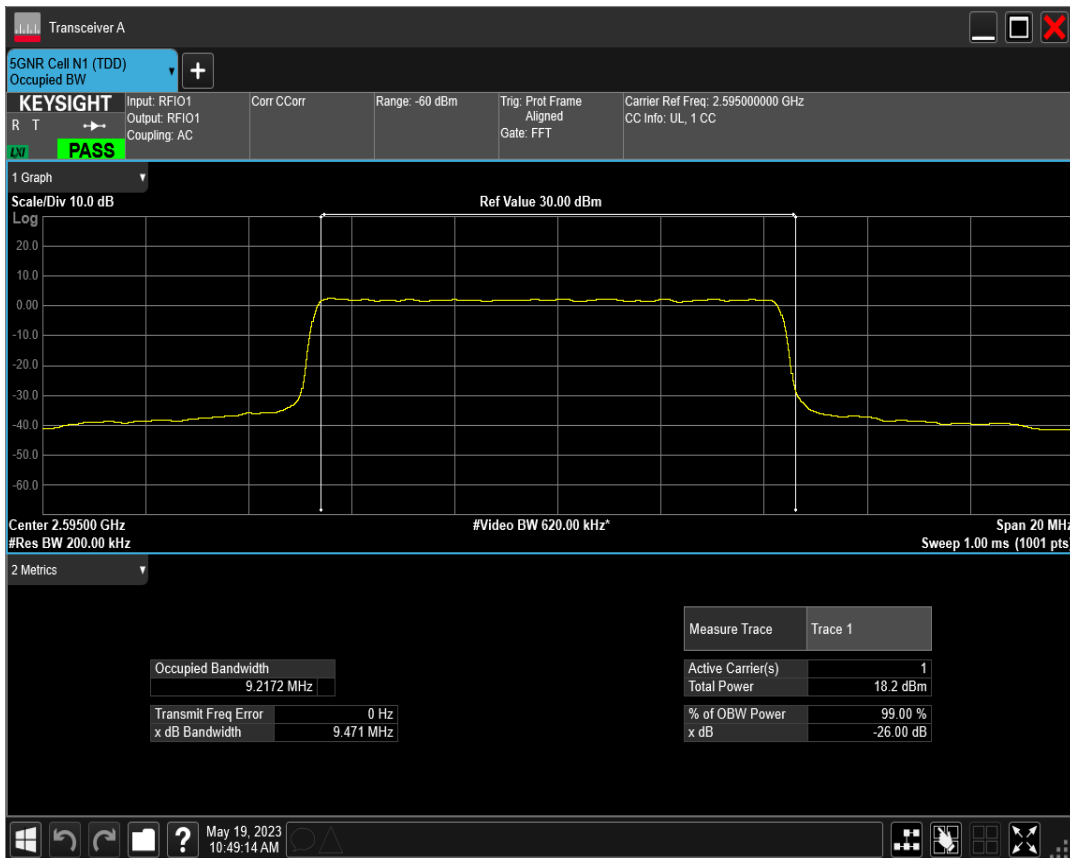 Transceiver A
5GNR Cell N1 (TDD)
Occupied BW
+
KEYSIGHT
R T
LXI
PASS
Input: RFIO1
Output: RFIO1
Coupling: AC
Corr CCorr
Range: -60 dBm
Trig: Prot Frame
Aligned
Gate: FFT
Carrier Ref Freq: 2.595000000 GHz
CC Info: UL, 1 CC
1 Graph
Scale/Div 10.0 dB
Ref Value 30.00 dBm
Log
20.0
10.0
0.00
-10.0
-20.0
-30.0
-40.0
-50.0
-60.0
Center 2.59500 GHz
#Video BW 620.00 kHz*
Span 20 MHz
#Res BW 200.00 kHz
Sweep 1.00 ms (1001 pts)
2 Metrics
Measure Trace Trace 1
Occupied Bandwidth
9.2172 MHz
Active Carrier(s) 1
Total Power 18.2 dBm
Transmit Freq Error 0 Hz
x dB Bandwidth 9.471 MHz
% of OBW Power 99.00 %
x dB -26.00 dB
?
May 19, 2023
10:49:14 AM